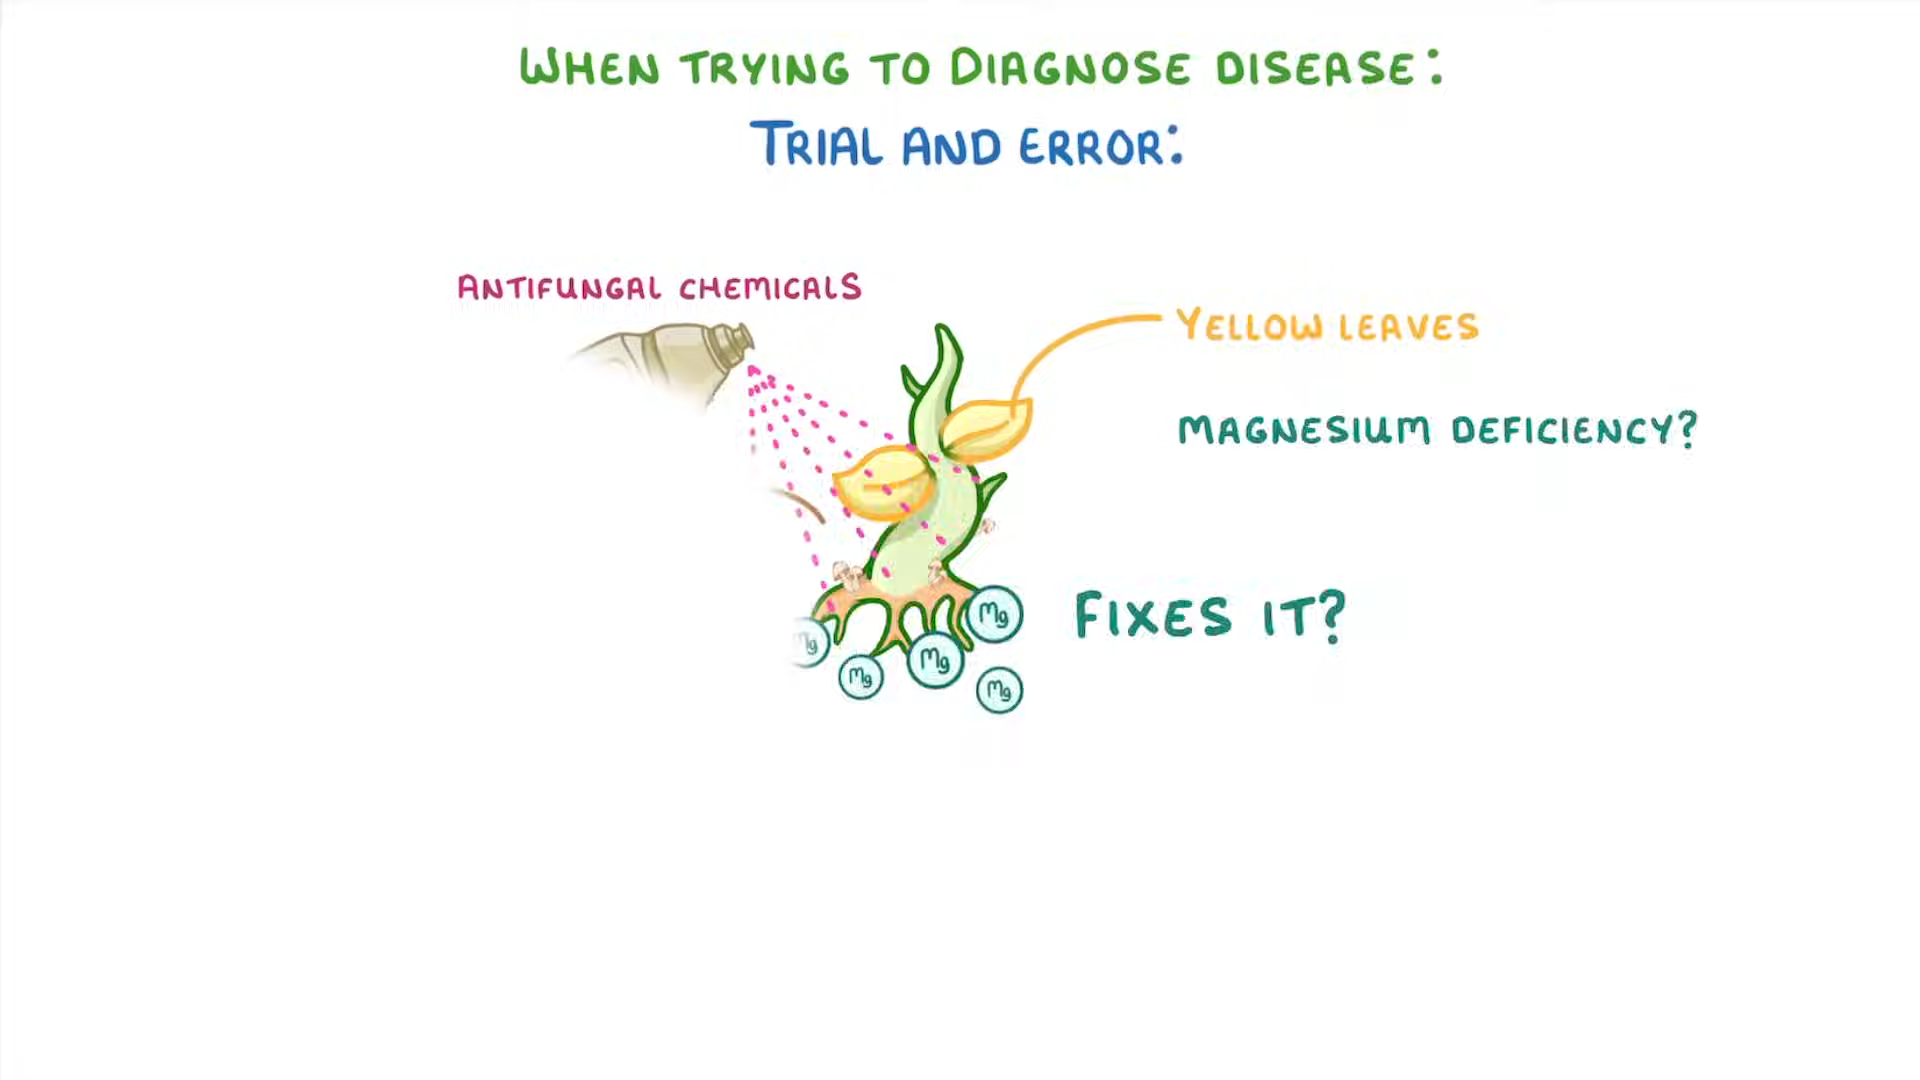 WHEN TRYING TO DIAGNOSE DISEASE:
TRIAL AND ERROR:
ANTIFUNGAL CHEMICALS
YELLOW LEAVES
MAGNESIUM DEFICIENCY?
FIXES IT?
Mg
Mg
Mg
Mg
Mg